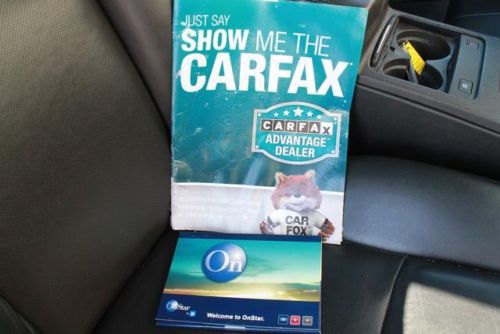 JUST SAY
SHOW ME THE
CARFAX
CARFAX
ADVANTAGE
DEALER
CAR
FOX
On
OnStar
Welcome to OnStar.